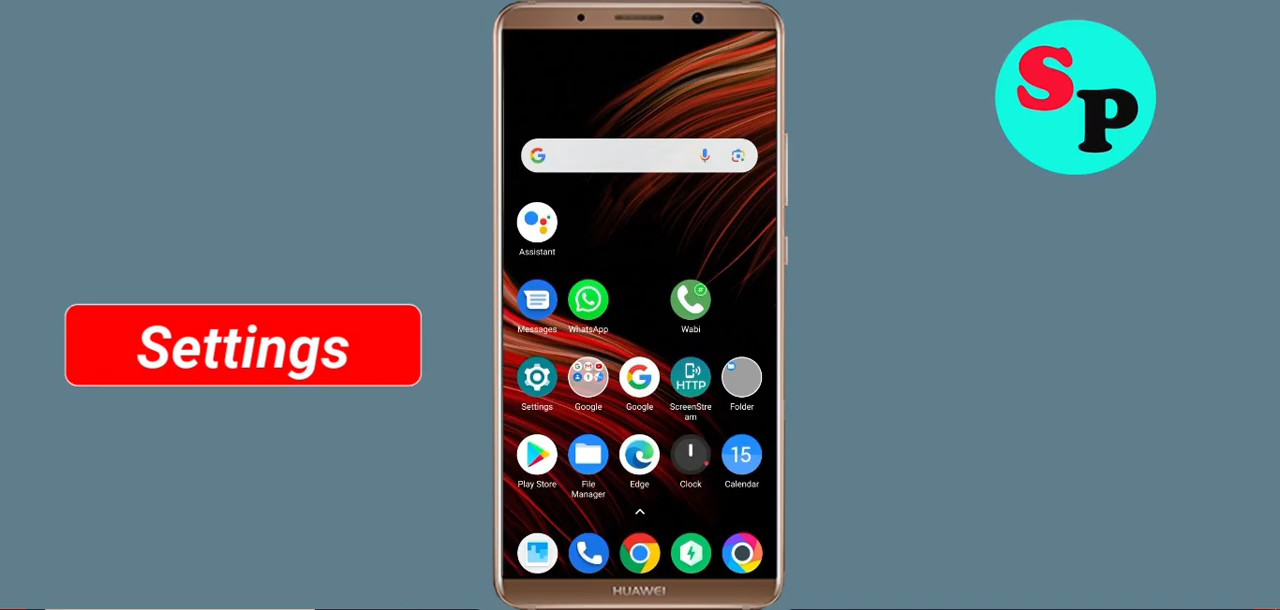 SP
Assistant
Messages WhatsApp Wabi
Settings
Settings Google Google ScreenStre
am Folder
HTTP
Play Store File
Manager Edge Clock Calendar
15
HUAWEI